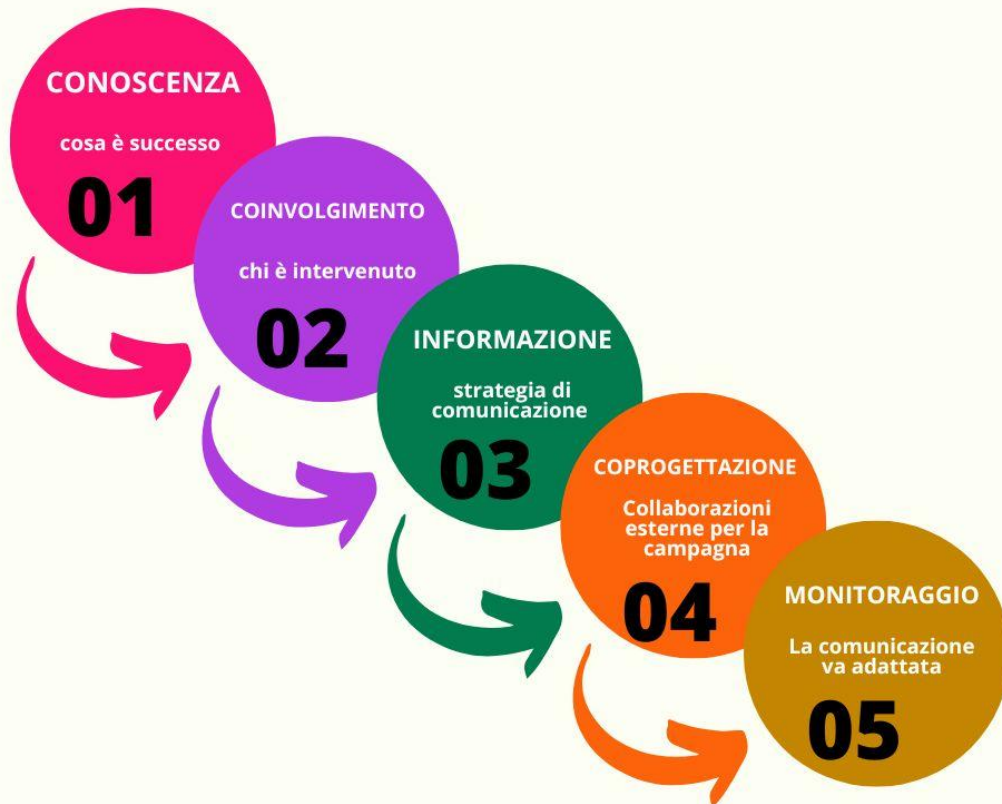 CONOSCENZA
cosa è successo
01
COINVOLGIMENTO
chi è intervenuto
02
INFORMAZIONE
strategia di
comunicazione
03
COPROGETTAZIONE
Collaborazioni
esterne per la
campagna
04
MONITORAGGIO
La comunicazione
va adattata
05